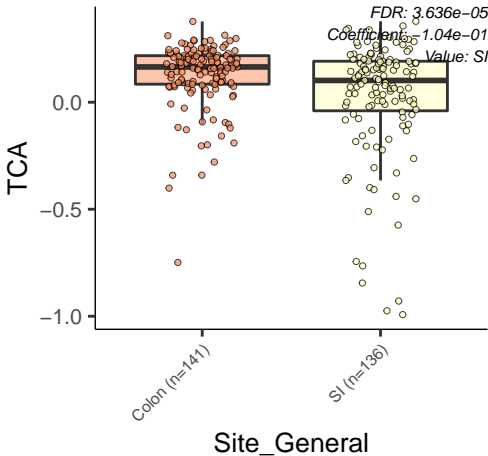 FDR: 3.636e−05
Coefficient: −1.04e−01
Value: SI
TCA
0.0
−0.5
−1.0
Colon (n=141)
SI (n=136)
Site_General